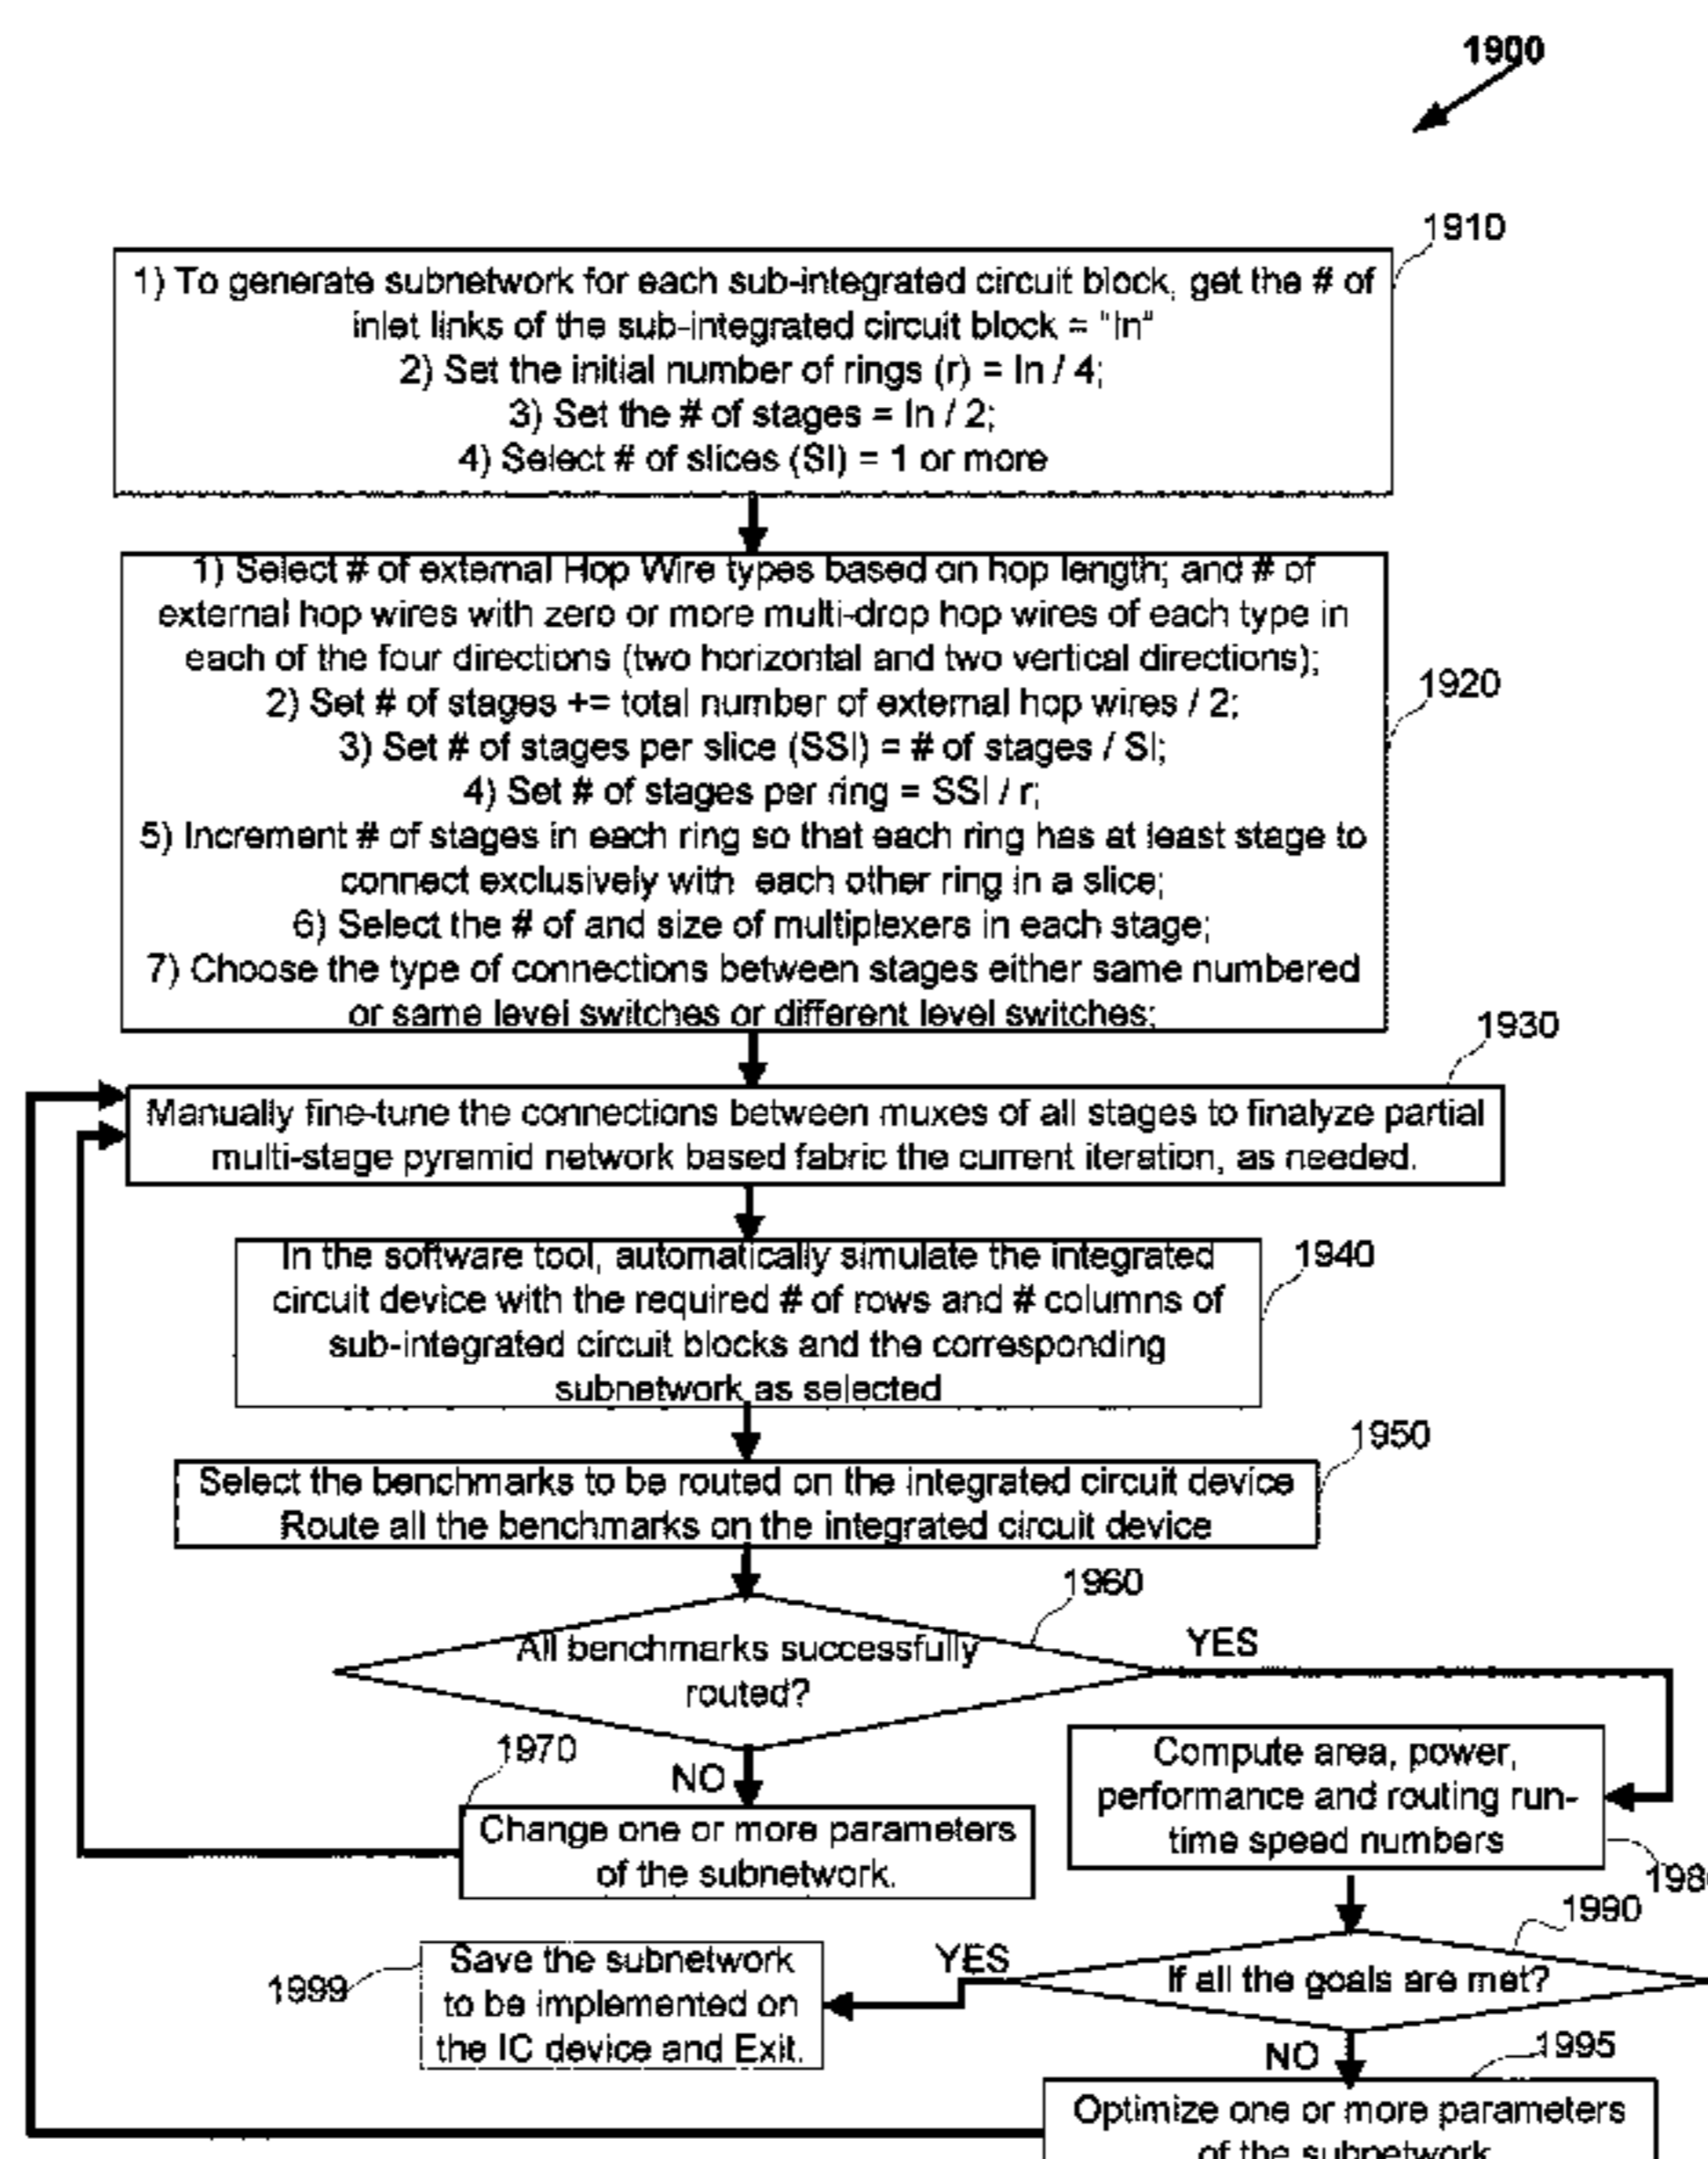 1900
1910
1) To generate subnetwork for each sub-integrated circuit block, get the # of
inlet links of the sub-integrated circuit block = "In"
2) Set the initial number of rings (r) = In / 4;
3) Set the # of stages = In / 2;
4) Select # of slices (Sl) = 1 or more
1) Select # of external Hop Wire types based on hop length; and # of
external hop wires with zero or more multi-drop hop wires of each type in
each of the four directions (two horizontal and two vertical directions);
1920
2) Set # of stages += total number of external hop wires / 2;
3) Set # of stages per slice (SSl) = # of stages / Sl;
4) Set # of stages per ring = SSl / r;
5) Increment # of stages in each ring so that each ring has at least stage to
connect exclusively with each other ring in a slice;
6) Select the # of and size of multiplexers in each stage;
7) Choose the type of connections between stages either same numbered
or same level switches or different level switches;
1930
Manually fine-tune the connections between muxes of all stages to finalyze partial
multi-stage pyramid network based fabric the current iteration, as needed.
1940
In the software tool, automatically simulate the integrated
circuit device with the required # of rows and # columns of
sub-integrated circuit blocks and the corresponding
subnetwork as selected
1950
Select the benchmarks to be routed on the integrated circuit device
Route all the benchmarks on the integrated circuit device
1960
All benchmarks successfully
routed?
YES
1970
NO
Change one or more parameters
of the subnetwork.
Compute area, power,
performance and routing run-
time speed numbers
198
1990
If all the goals are met?
YES
1999
Save the subnetwork
to be implemented on
the IC device and Exit.
NO
1995
Optimize one or more parameters
of the subnetwork